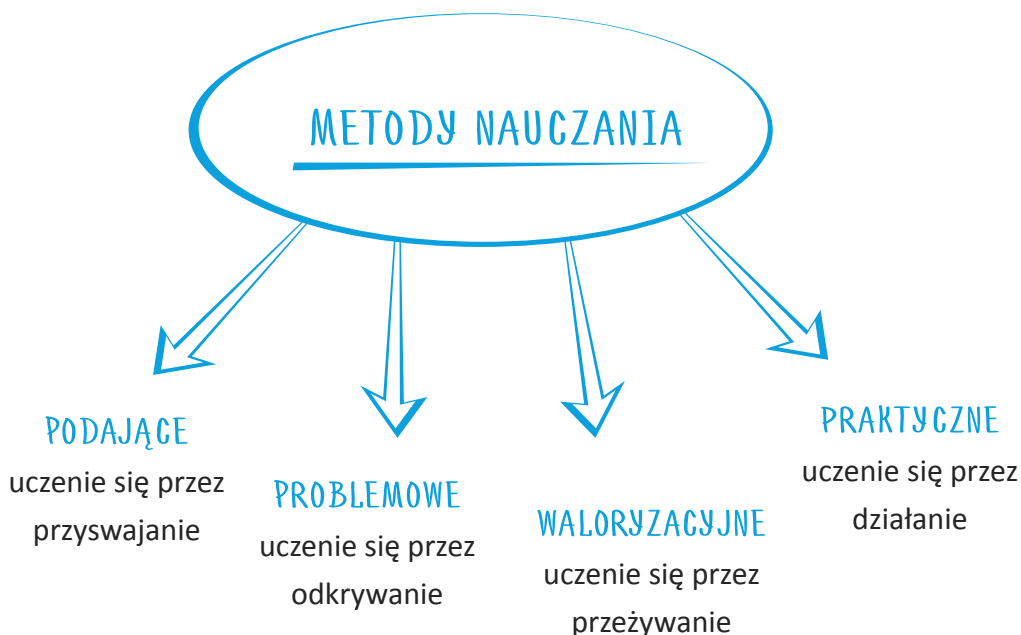 METODY NAUCZANIA
PODAJĄCE
uczenie się przez
przyswajanie
PROBLEMOWE
uczenie się przez
odkrywanie
WALORYZACYJNE
uczenie się przez
przeżywanie
PRAKTYCZNE
uczenie się przez
działanie